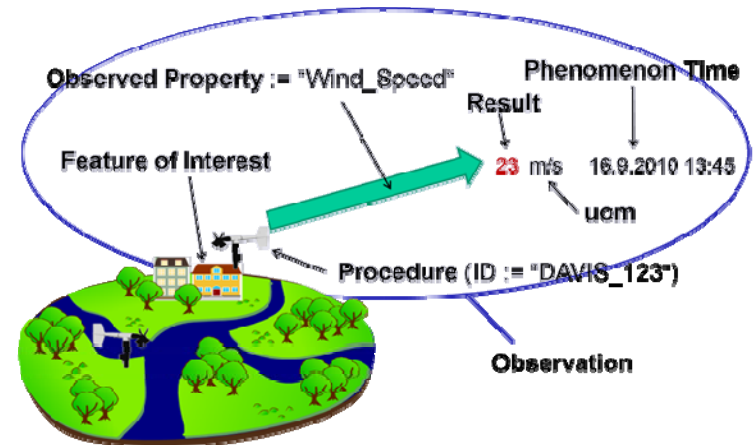 Observed Property := "Wind_Speed"
Phenomenon Time
Result
Feature of Interest
23 m/s 16.9.2010 13:45
uom
Procedure (ID := "DAVIS_123")
Observation